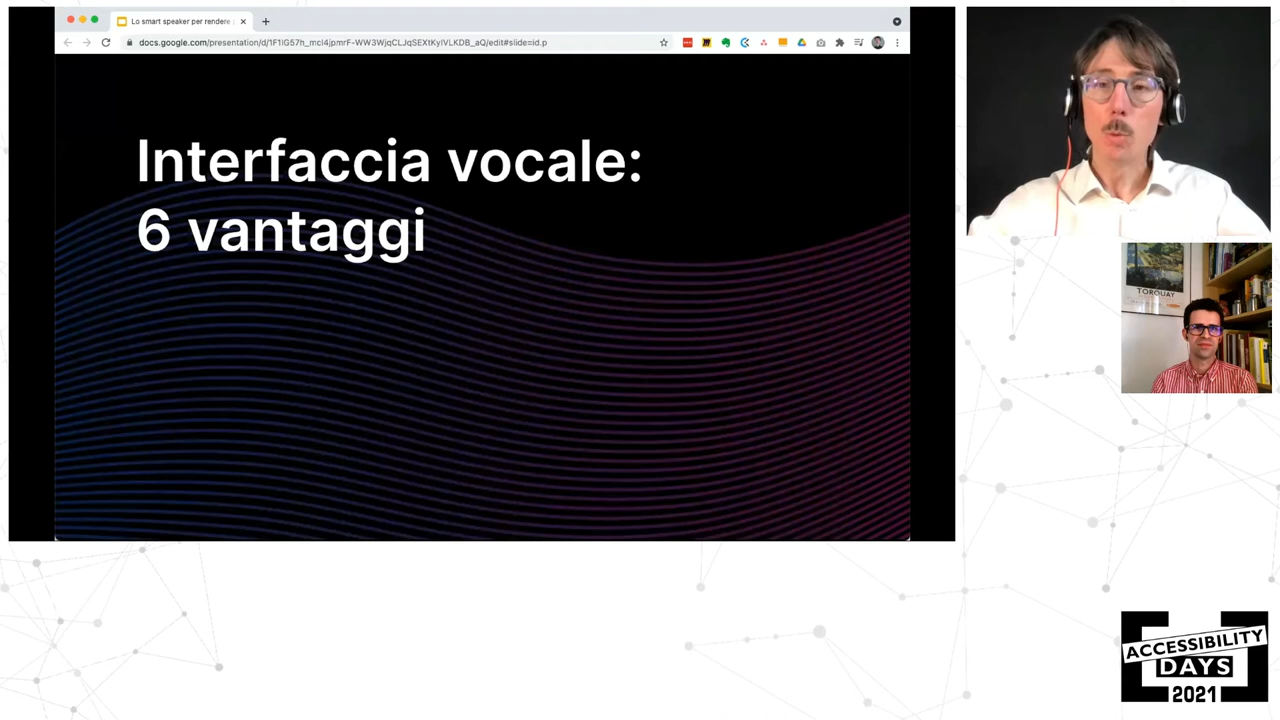 Lo smart speaker per rendere
docs.google.com/presentation/d/1F1lG57h_mcl4jpmrF-WW3WjqCLJqSEXtKylVLKDB_aQ/edit#slide=id.p
Interfaccia vocale:
6 vantaggi
TORQUAY
ACCESSIBILITY
DAYS
2021